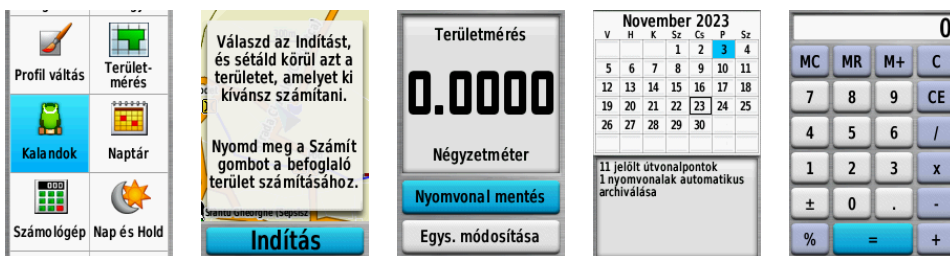 Profil váltás
Terület-
mérés
Kalandok
Naptár
Számológép
Nap és Hold
Válaszd az Indítást,
és sétáld körül azt a
területet, amelyet ki
kívánsz számítani.
Nyomd meg a Számít
gombot a befoglaló
terület számításához.
Sfântu Gheorghe (Sepsisz
Indítás
Területmérés
0.0000
Négyzetméter
Nyomvonal mentés
Egys. módosítása
November 2023
V H K Sz Cs P Sz
1 2 3 4
5 6 7 8 9 10 11
12 13 14 15 16 17 18
19 20 21 22 23 24 25
26 27 28 29 30
11 jelölt útvonalpontok
1 nyomvonalak automatikus
archiválása
0
MC MR M+ C
7 8 9 CE
4 5 6 /
1 2 3 x
± 0 . -
% = +